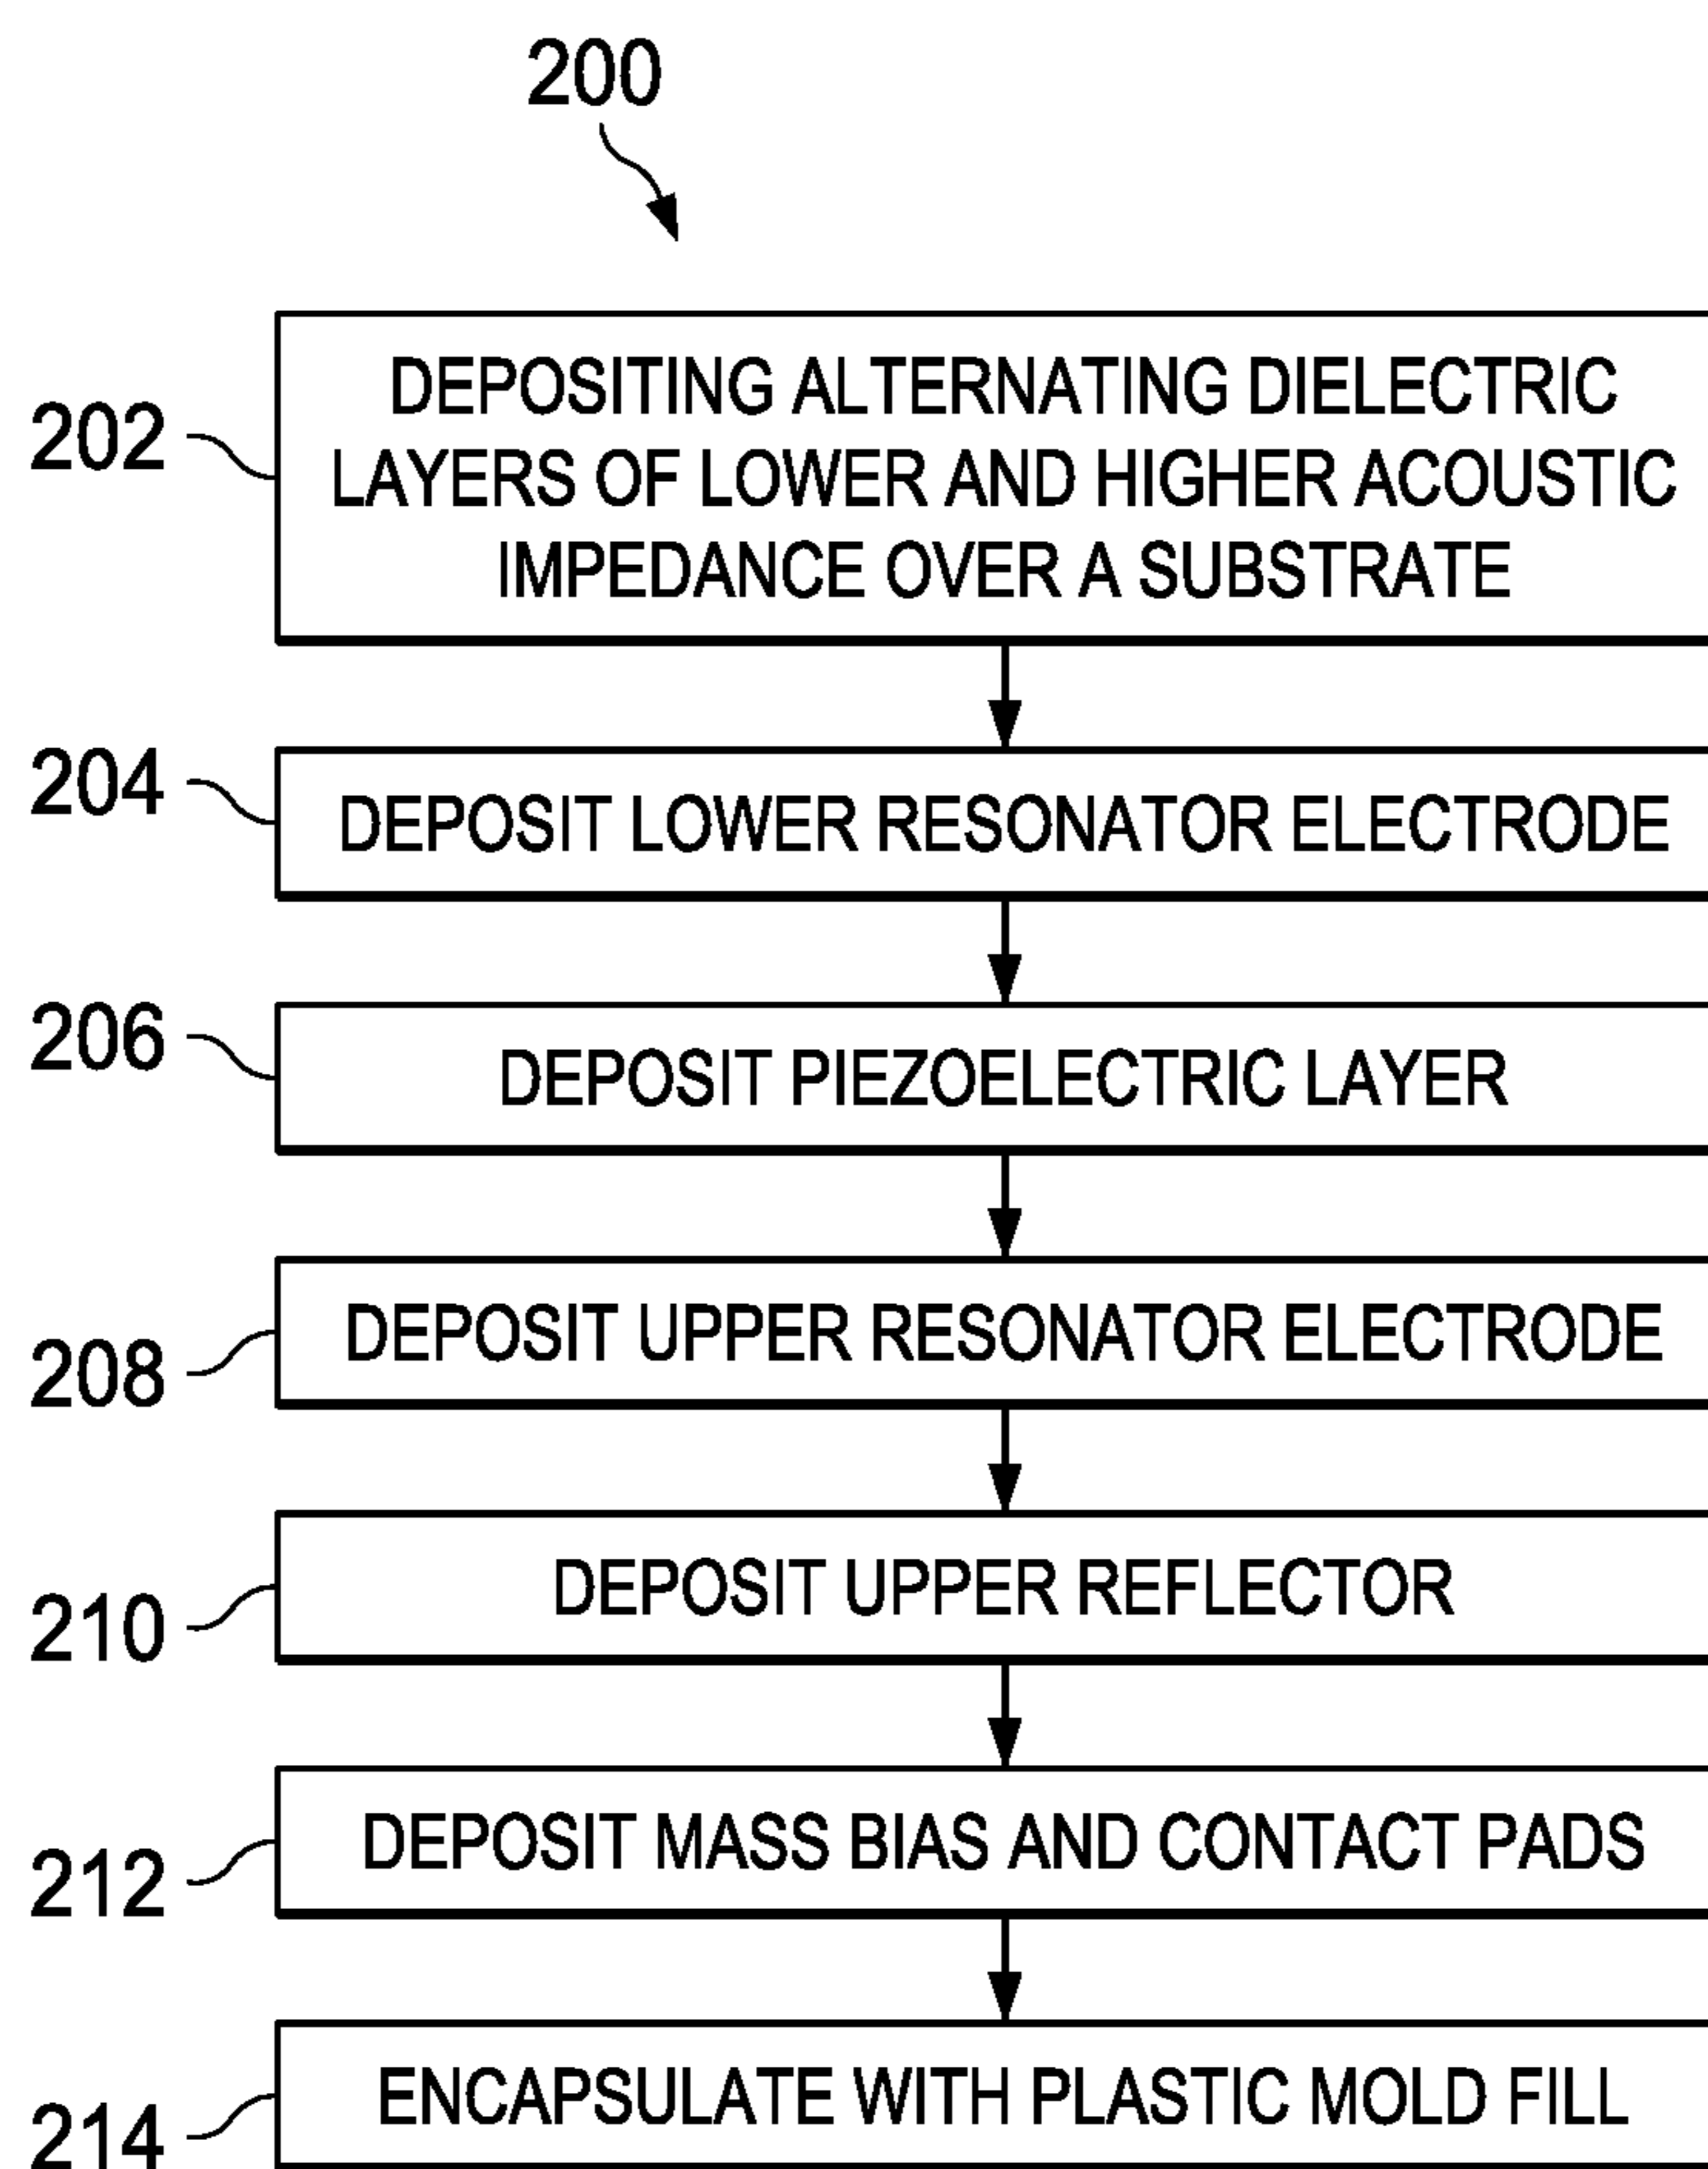 200
202
DEPOSITING ALTERNATING DIELECTRIC
LAYERS OF LOWER AND HIGHER ACOUSTIC
IMPEDANCE OVER A SUBSTRATE
204
DEPOSIT LOWER RESONATOR ELECTRODE
206
DEPOSIT PIEZOELECTRIC LAYER
208
DEPOSIT UPPER RESONATOR ELECTRODE
210
DEPOSIT UPPER REFLECTOR
212
DEPOSIT MASS BIAS AND CONTACT PADS
214
ENCAPSULATE WITH PLASTIC MOLD FILL